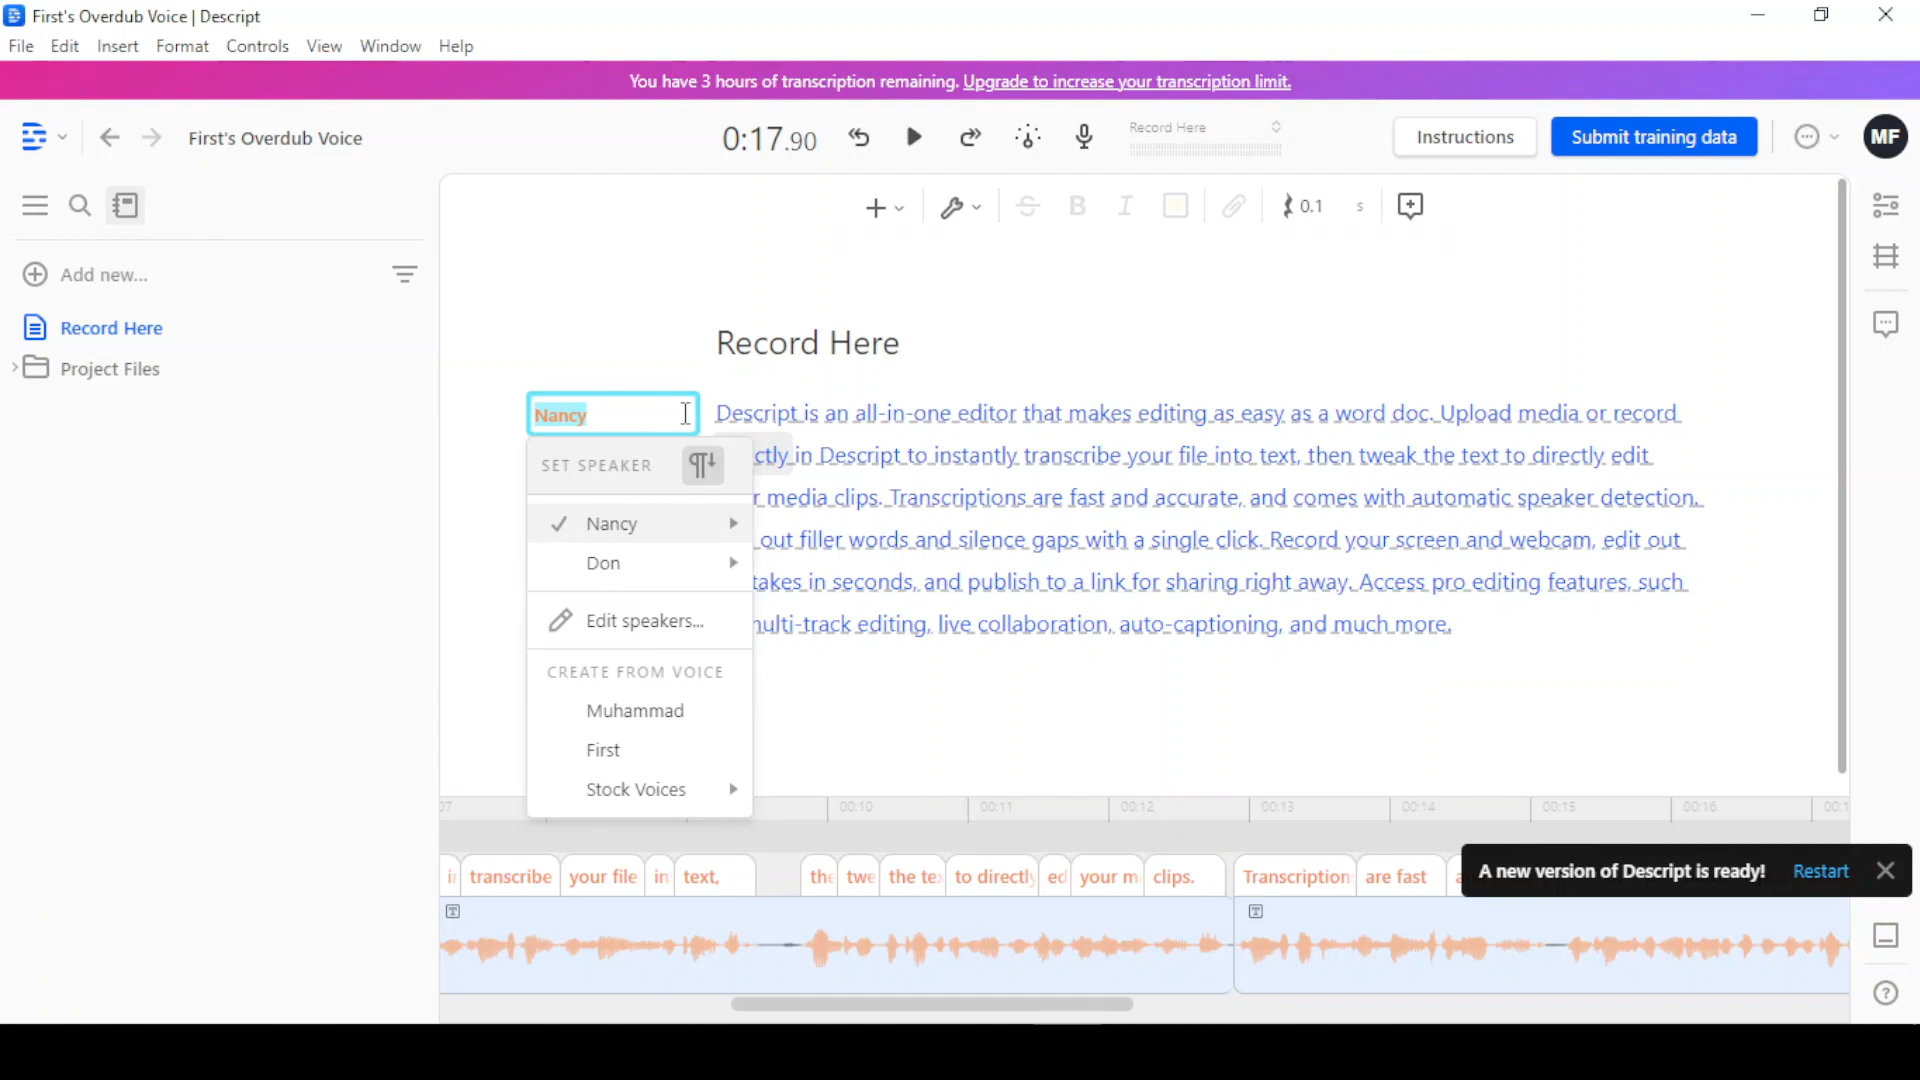 First's Overdub Voice | Descript
File Edit Insert Format Controls View Window Help
You have 3 hours of transcription remaining. Upgrade to increase your transcription limit.
First's Overdub Voice
0:17.90
Record Here
Instructions
Submit training data
MF
0.1 s
Add new...
Record Here
Project Files
Record Here
Nancy
Descript is an all-in-one editor that makes editing as easy as a word doc. Upload media or record
ctly in Descript to instantly transcribe your file into text, then tweak the text to directly edit
r media clips. Transcriptions are fast and accurate, and comes with automatic speaker detection.
out filler words and silence gaps with a single click. Record your screen and webcam, edit out
takes in seconds, and publish to a link for sharing right away. Access pro editing features, such
multi-track editing, live collaboration, auto-captioning, and much more.
SET SPEAKER
Nancy
Don
Edit speakers...
CREATE FROM VOICE
Muhammad
First
Stock Voices
07 00:10 00:11 00:12 00:13 00:14 00:15 00:16 00:1
transcribe your file in text, the twe the te to directly ed your m clips. Transcription are fast
A new version of Descript is ready! Restart